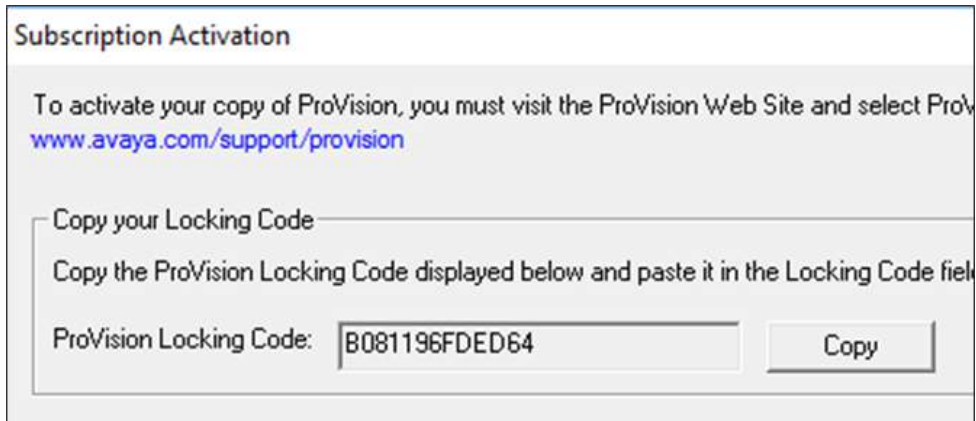 Subscription Activation
To activate your copy of ProVision, you must visit the ProVision Web Site and select
www.avaya.com/support/provision
Copy your Locking Code
Copy the ProVision Locking Code displayed below and paste it in the Locking Code
ProVision Locking Code: B081196FDED64 Copy